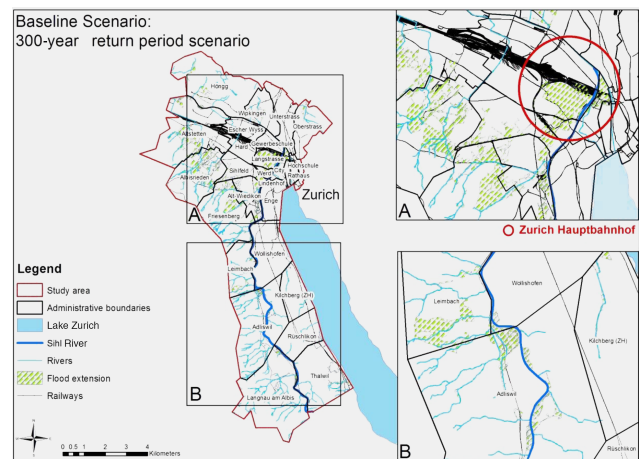 Baseline Scenario:
300-year return period scenario
Höngg
Wipkingen
Unterstrass
Oberstrass
Escher Wyss
Altstetten
Hard
Gewerbeschule
Langstrasse
Hochschule
Rathaus
Albisrieden
Sihlfeld
Werd
Lindenhof
Zurich
Alt-Wiedikon
Enge
A
Friesenberg
Wollishofen
Leimbach
Kilchberg (ZH)
Adliswil
Rüschlikon
B
Thalwil
Langnau am Albis
Legend
Study area
Administrative boundaries
Lake Zurich
Sihl River
Rivers
Flood extension
Railways
0 0.5 1 2 3 4
Kilometers
A
Zurich Hauptbahnhof
Wollishofen
Leimbach
Kilchberg (ZH)
Adliswil
Rüschlikon
B